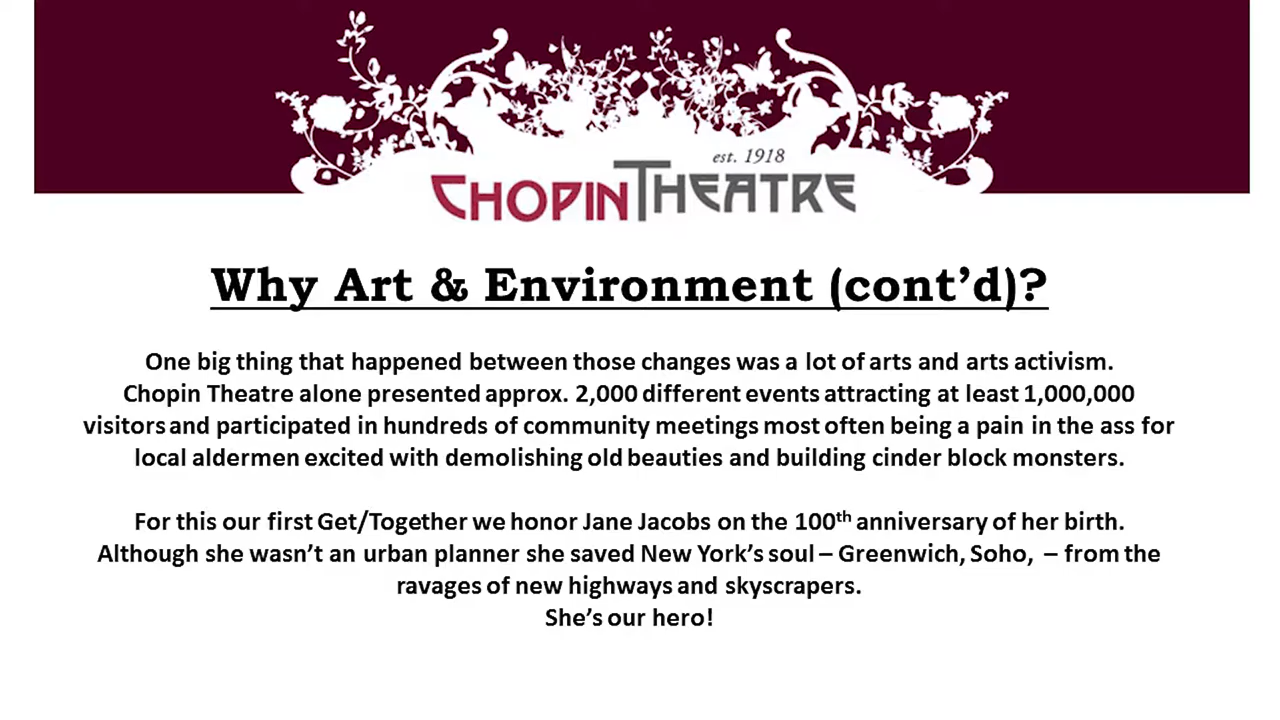 est. 1918
CHOPIN THEATRE
Why Art & Environment (cont’d)?
One big thing that happened between those changes was a lot of arts and arts activism.
Chopin Theatre alone presented approx. 2,000 different events attracting at least 1,000,000
visitors and participated in hundreds of community meetings most often being a pain in the ass for
local aldermen excited with demolishing old beauties and building cinder block monsters.
For this our first Get/Together we honor Jane Jacobs on the 100th anniversary of her birth.
Although she wasn’t an urban planner she saved New York’s soul – Greenwich, Soho, – from the
ravages of new highways and skyscrapers.
She’s our hero!